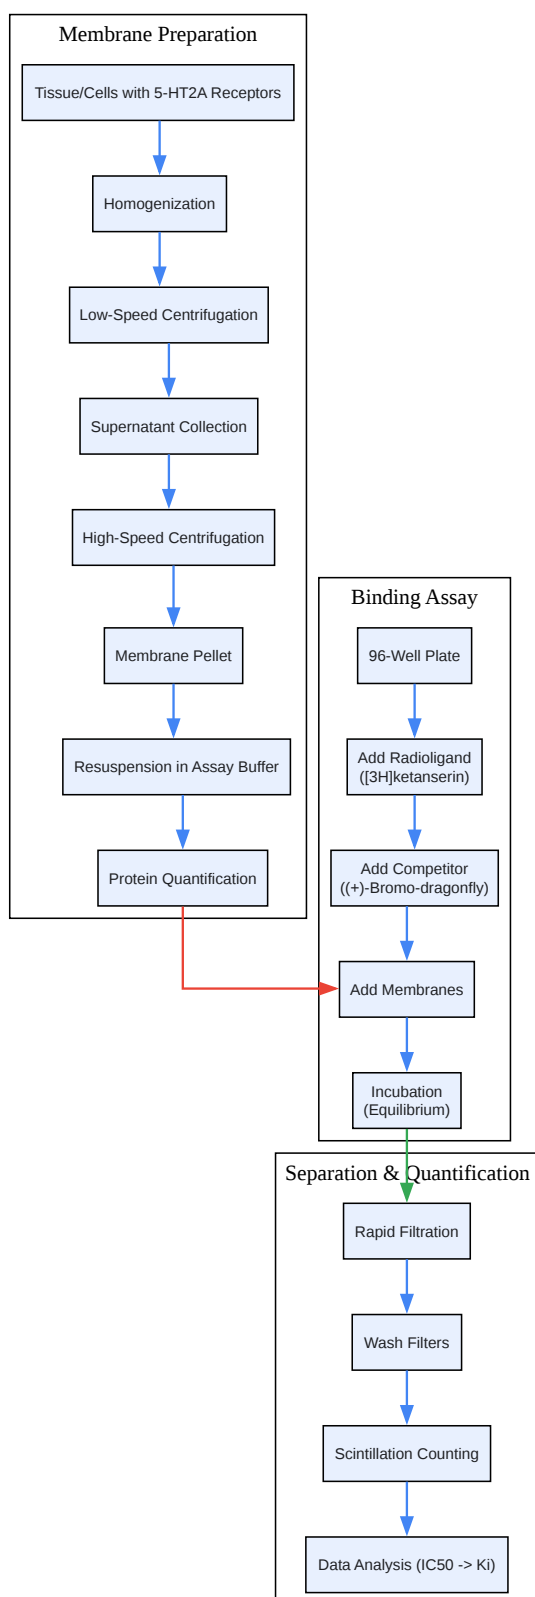 Membrane Preparation
Tissue/Cells with 5-HT2A Receptors
Homogenization
Low-Speed Centrifugation
Supernatant Collection
High-Speed Centrifugation
Membrane Pellet
Resuspension in Assay Buffer
Protein Quantification
Binding Assay
96-Well Plate
Add Radioligand
([3H]ketanserin)
Add Competitor
((+)-Bromo-dragonfly)
Add Membranes
Incubation
(Equilibrium)
Separation & Quantification
Rapid Filtration
Wash Filters
Scintillation Counting
Data Analysis (IC50 -> Ki)